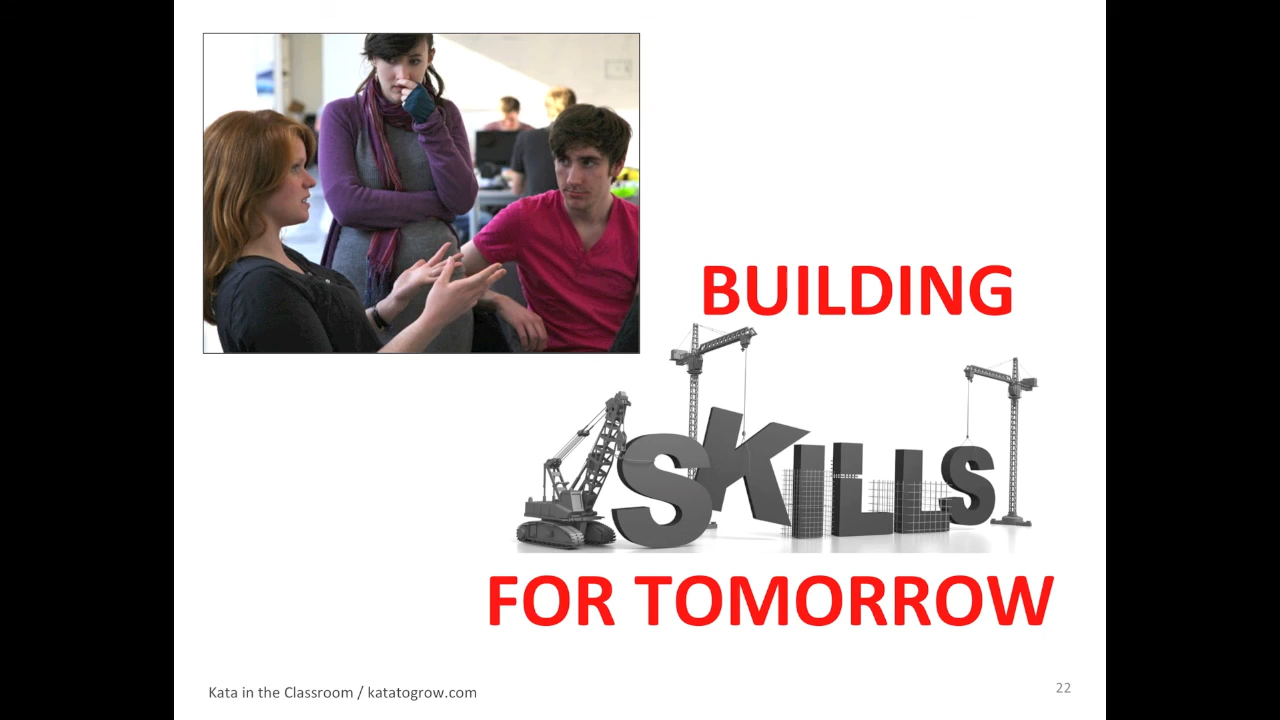 BUILDING
SKILLS
FOR TOMORROW
Kata in the Classroom / katatogrow.com
22